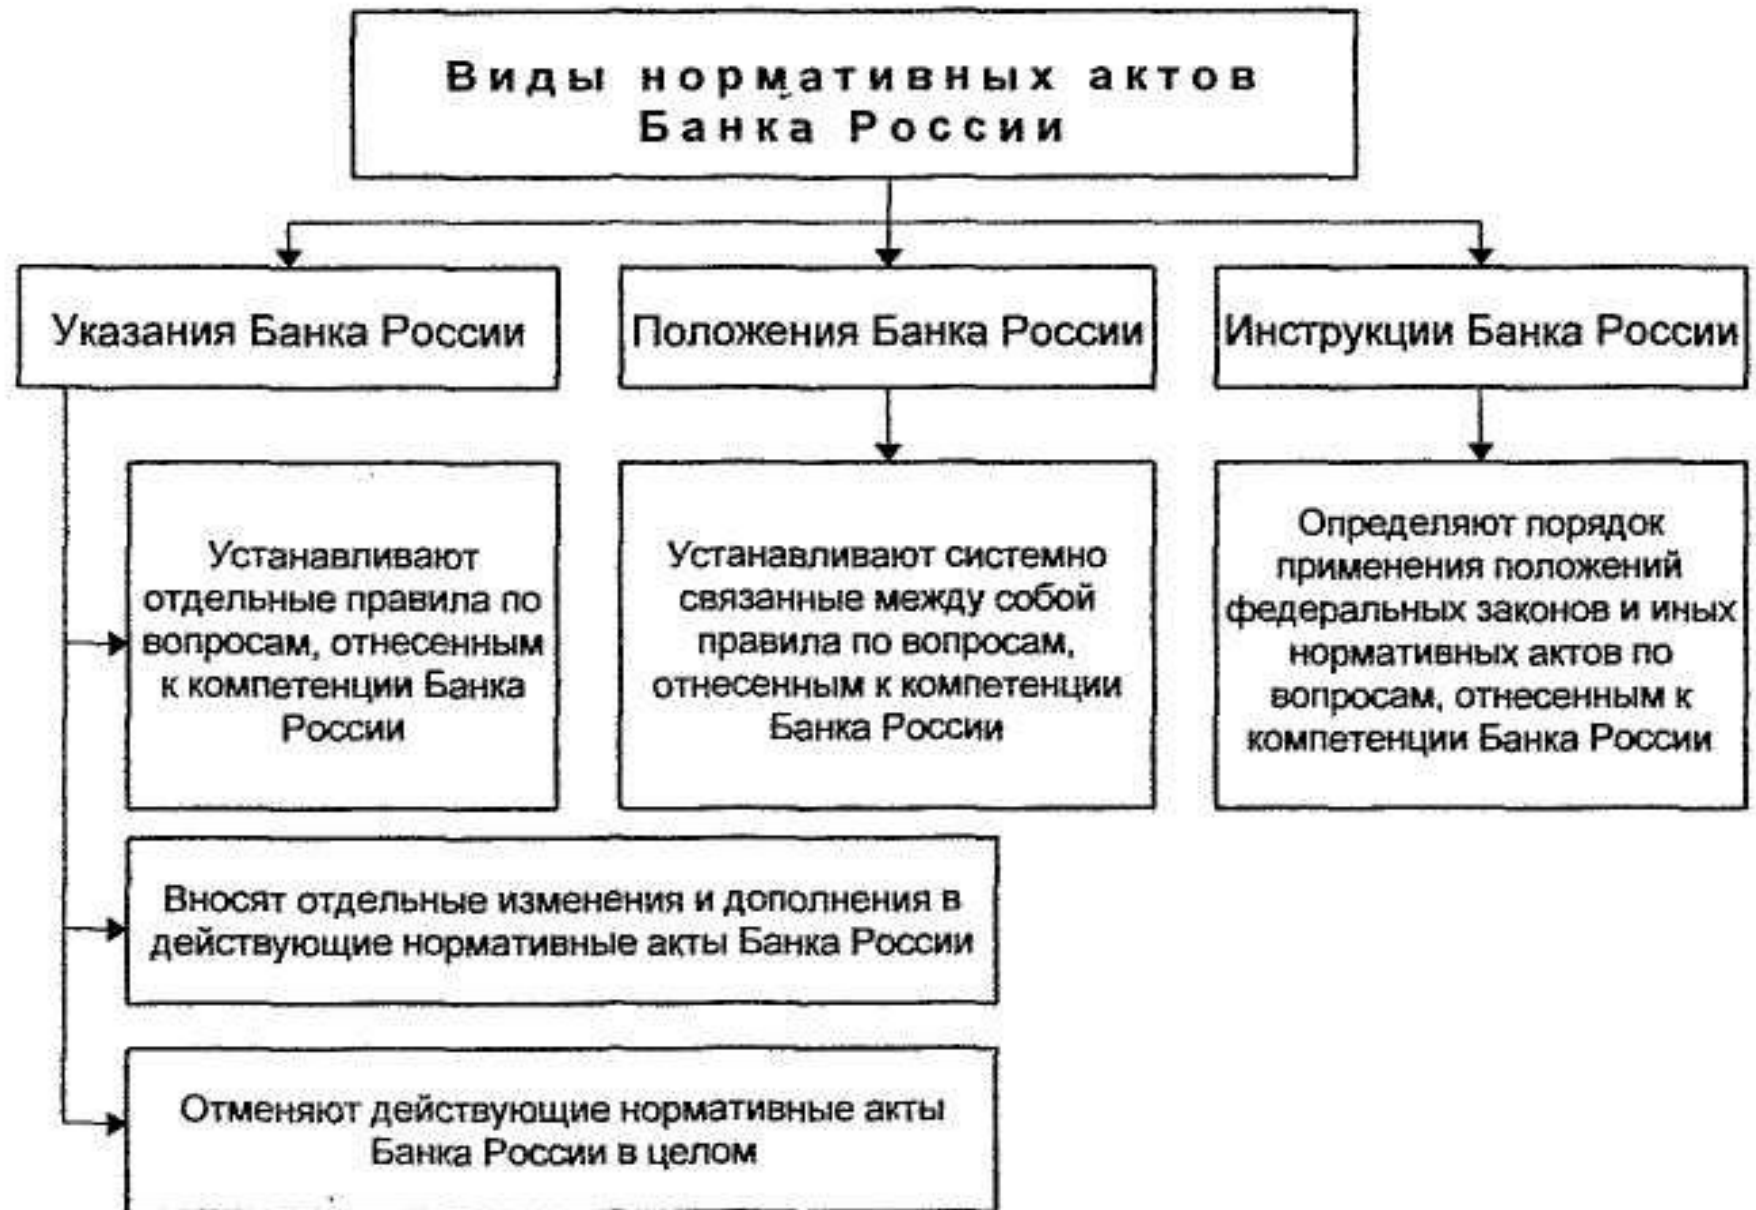 Виды нормативных актов
Банка России
Указания Банка России
Положения Банка России
Инструкции Банка России
Устанавливают
отдельные правила по
вопросам, отнесенным
к компетенции Банка
России
Устанавливают системно
связанные между собой
правила по вопросам,
отнесенным к компетенции
Банка России
Определяют порядок
применения положений
федеральных законов и иных
нормативных актов по
вопросам, отнесенным к
компетенции Банка России
Вносят отдельные изменения и дополнения в
действующие нормативные акты Банка России
Отменяют действующие нормативные акты
Банка России в целом